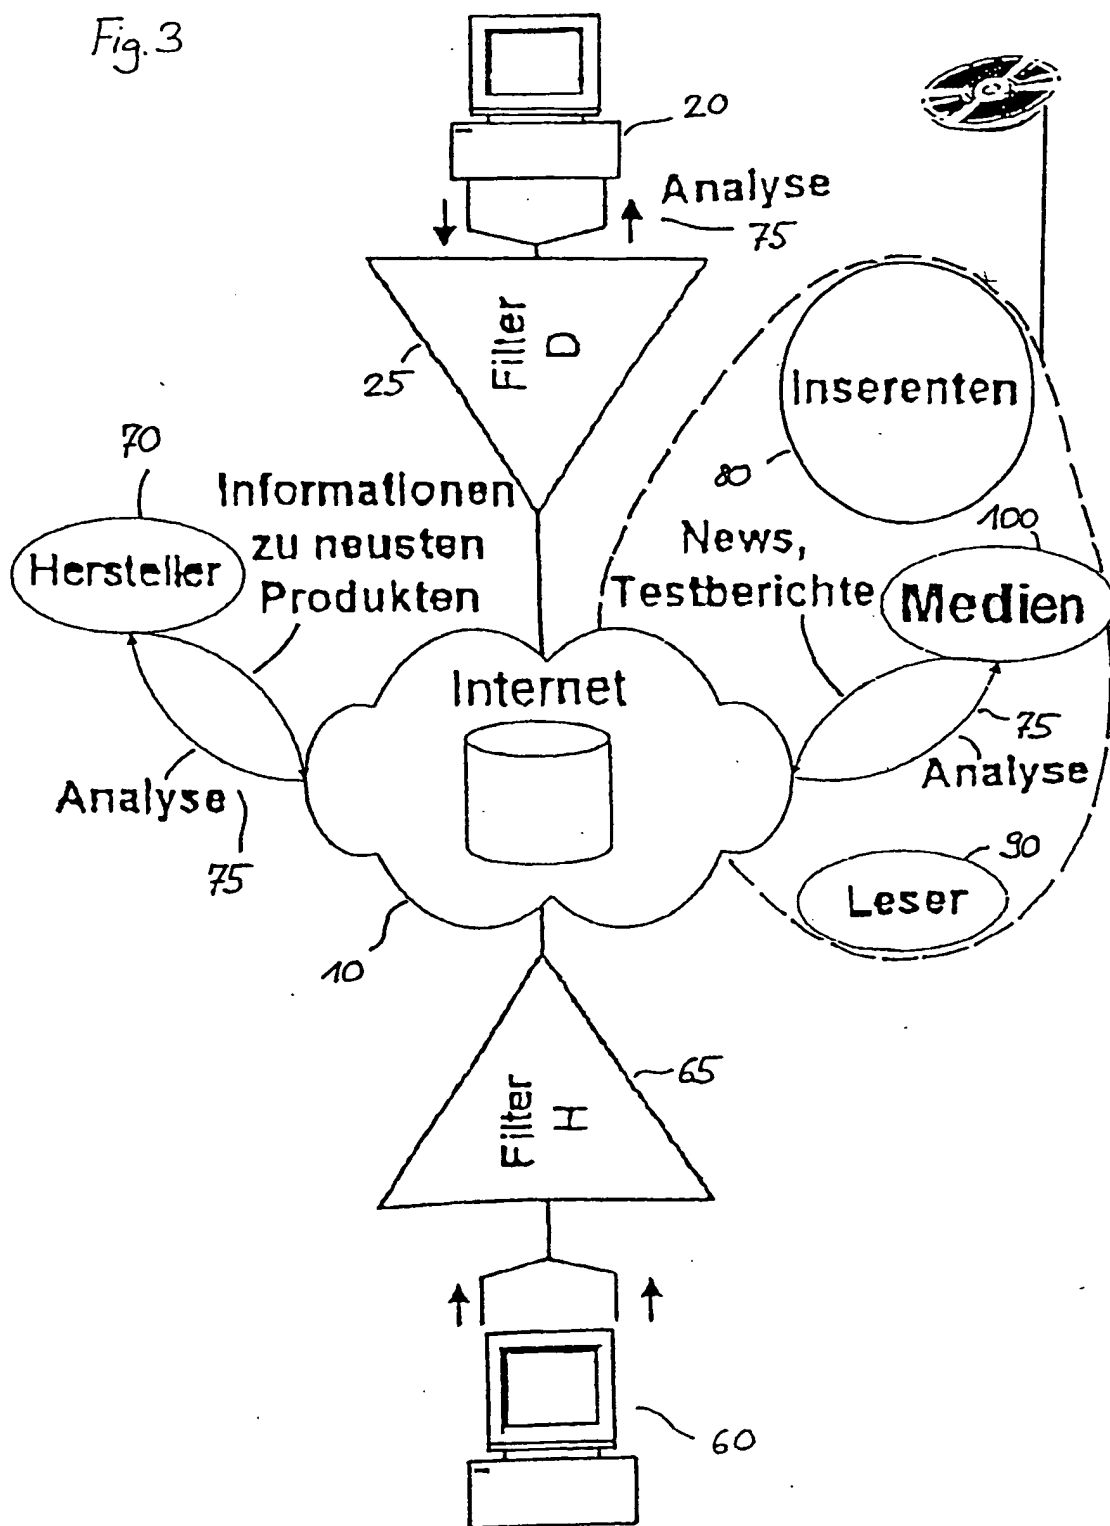 Fig. 3
20
Analyse
75
Filter
D
25
Inserenten
80
70
Informationen
zu neusten
Produkten
Hersteller
News,
Testberichte
100
Medien
Internet
Analyse
75
75
Analyse
90
Leser
10
65
Filter
H
60